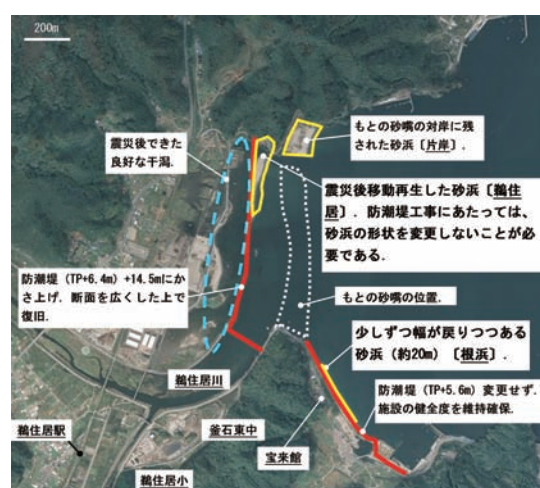 200m
もとの砂嘴の対岸に残
された砂浜〔片岸〕.
震災後できた
良好な干潟.
震災後移動再生した砂浜〔鵜住
居〕. 防潮堤工事にあたっては、
砂浜の形状を変更しないことが必
要である.
防潮堤 (TP+6.4m) +14.5mにか
さ上げ. 断面を広くした上で
復旧.
もとの砂嘴の位置.
少しずつ幅が戻りつつある
砂浜 (約20m) 〔根浜〕.
鵜住居川
防潮堤 (TP+5.6m) 変更せず.
施設の健全度を維持確保.
釜石東中
鵜住居駅
宝来館
鵜住居小